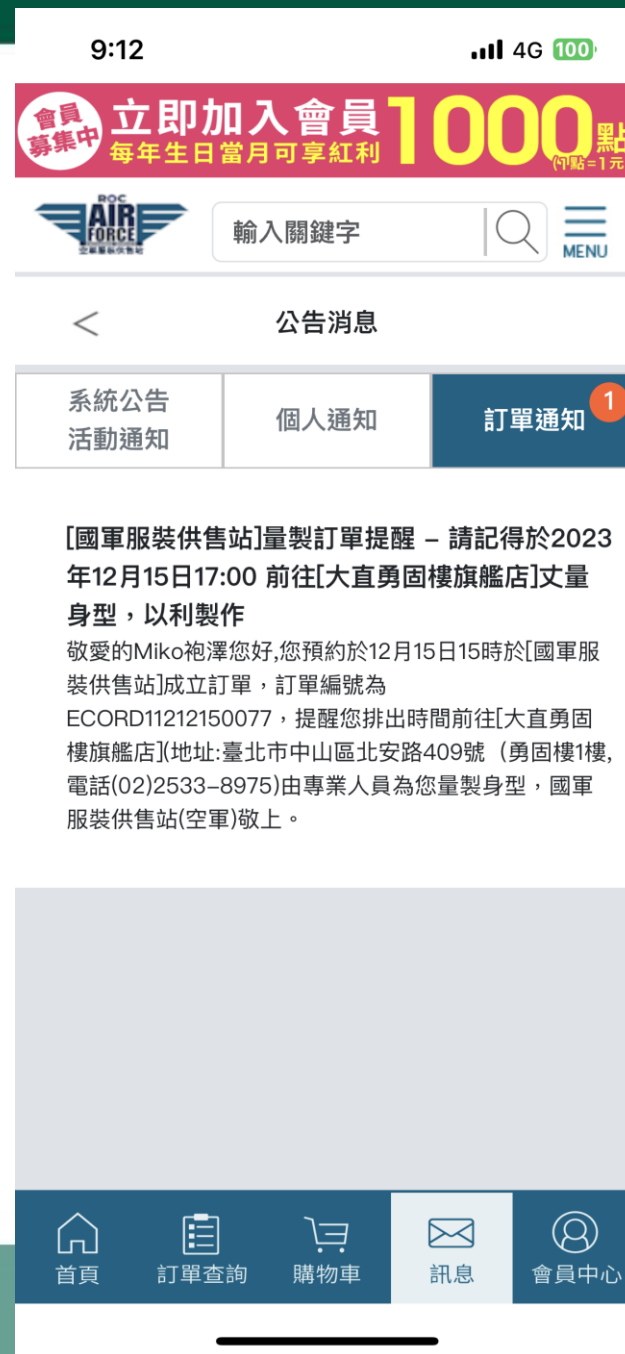 9:12
4G 100
會員
募集中
立即加入會員1000點
每年生日當月可享紅利
(1點=1元
ROC
AIR
FORCE
空軍服裝供售站
輸入關鍵字
MENU
<
公告消息
系統公告
活動通知
個人通知
訂單通知
1
[國軍服裝供售站]量製訂單提醒 – 請記得於2023
年12月15日17:00 前往[大直勇固樓旗艦店]丈量
身型，以利製作
敬愛的Miko袍澤您好,您預約於12月15日15時於[國軍服
裝供售站]成立訂單，訂單編號為
ECORD11212150077，提醒您排出時間前往[大直勇固
樓旗艦店](地址:臺北市中山區北安路409號（勇固樓1樓,
電話(02)2533–8975)由專業人員為您量製身型，國軍
服裝供售站(空軍)敬上。
首頁
訂單查詢
購物車
訊息
會員中心